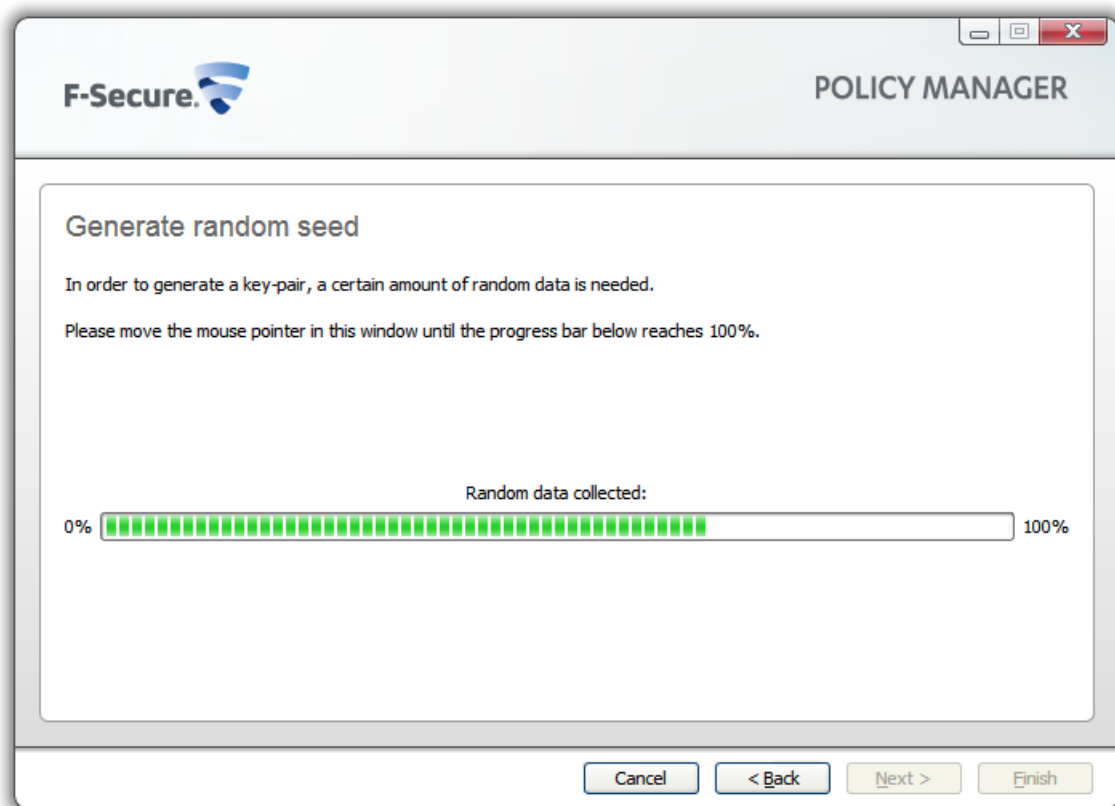 F-Secure.
POLICY MANAGER
Generate random seed
In order to generate a key-pair, a certain amount of random data is needed.
Please move the mouse pointer in this window until the progress bar below reaches 100%.
Random data collected:
0% 100%
Cancel < Back Next > Finish